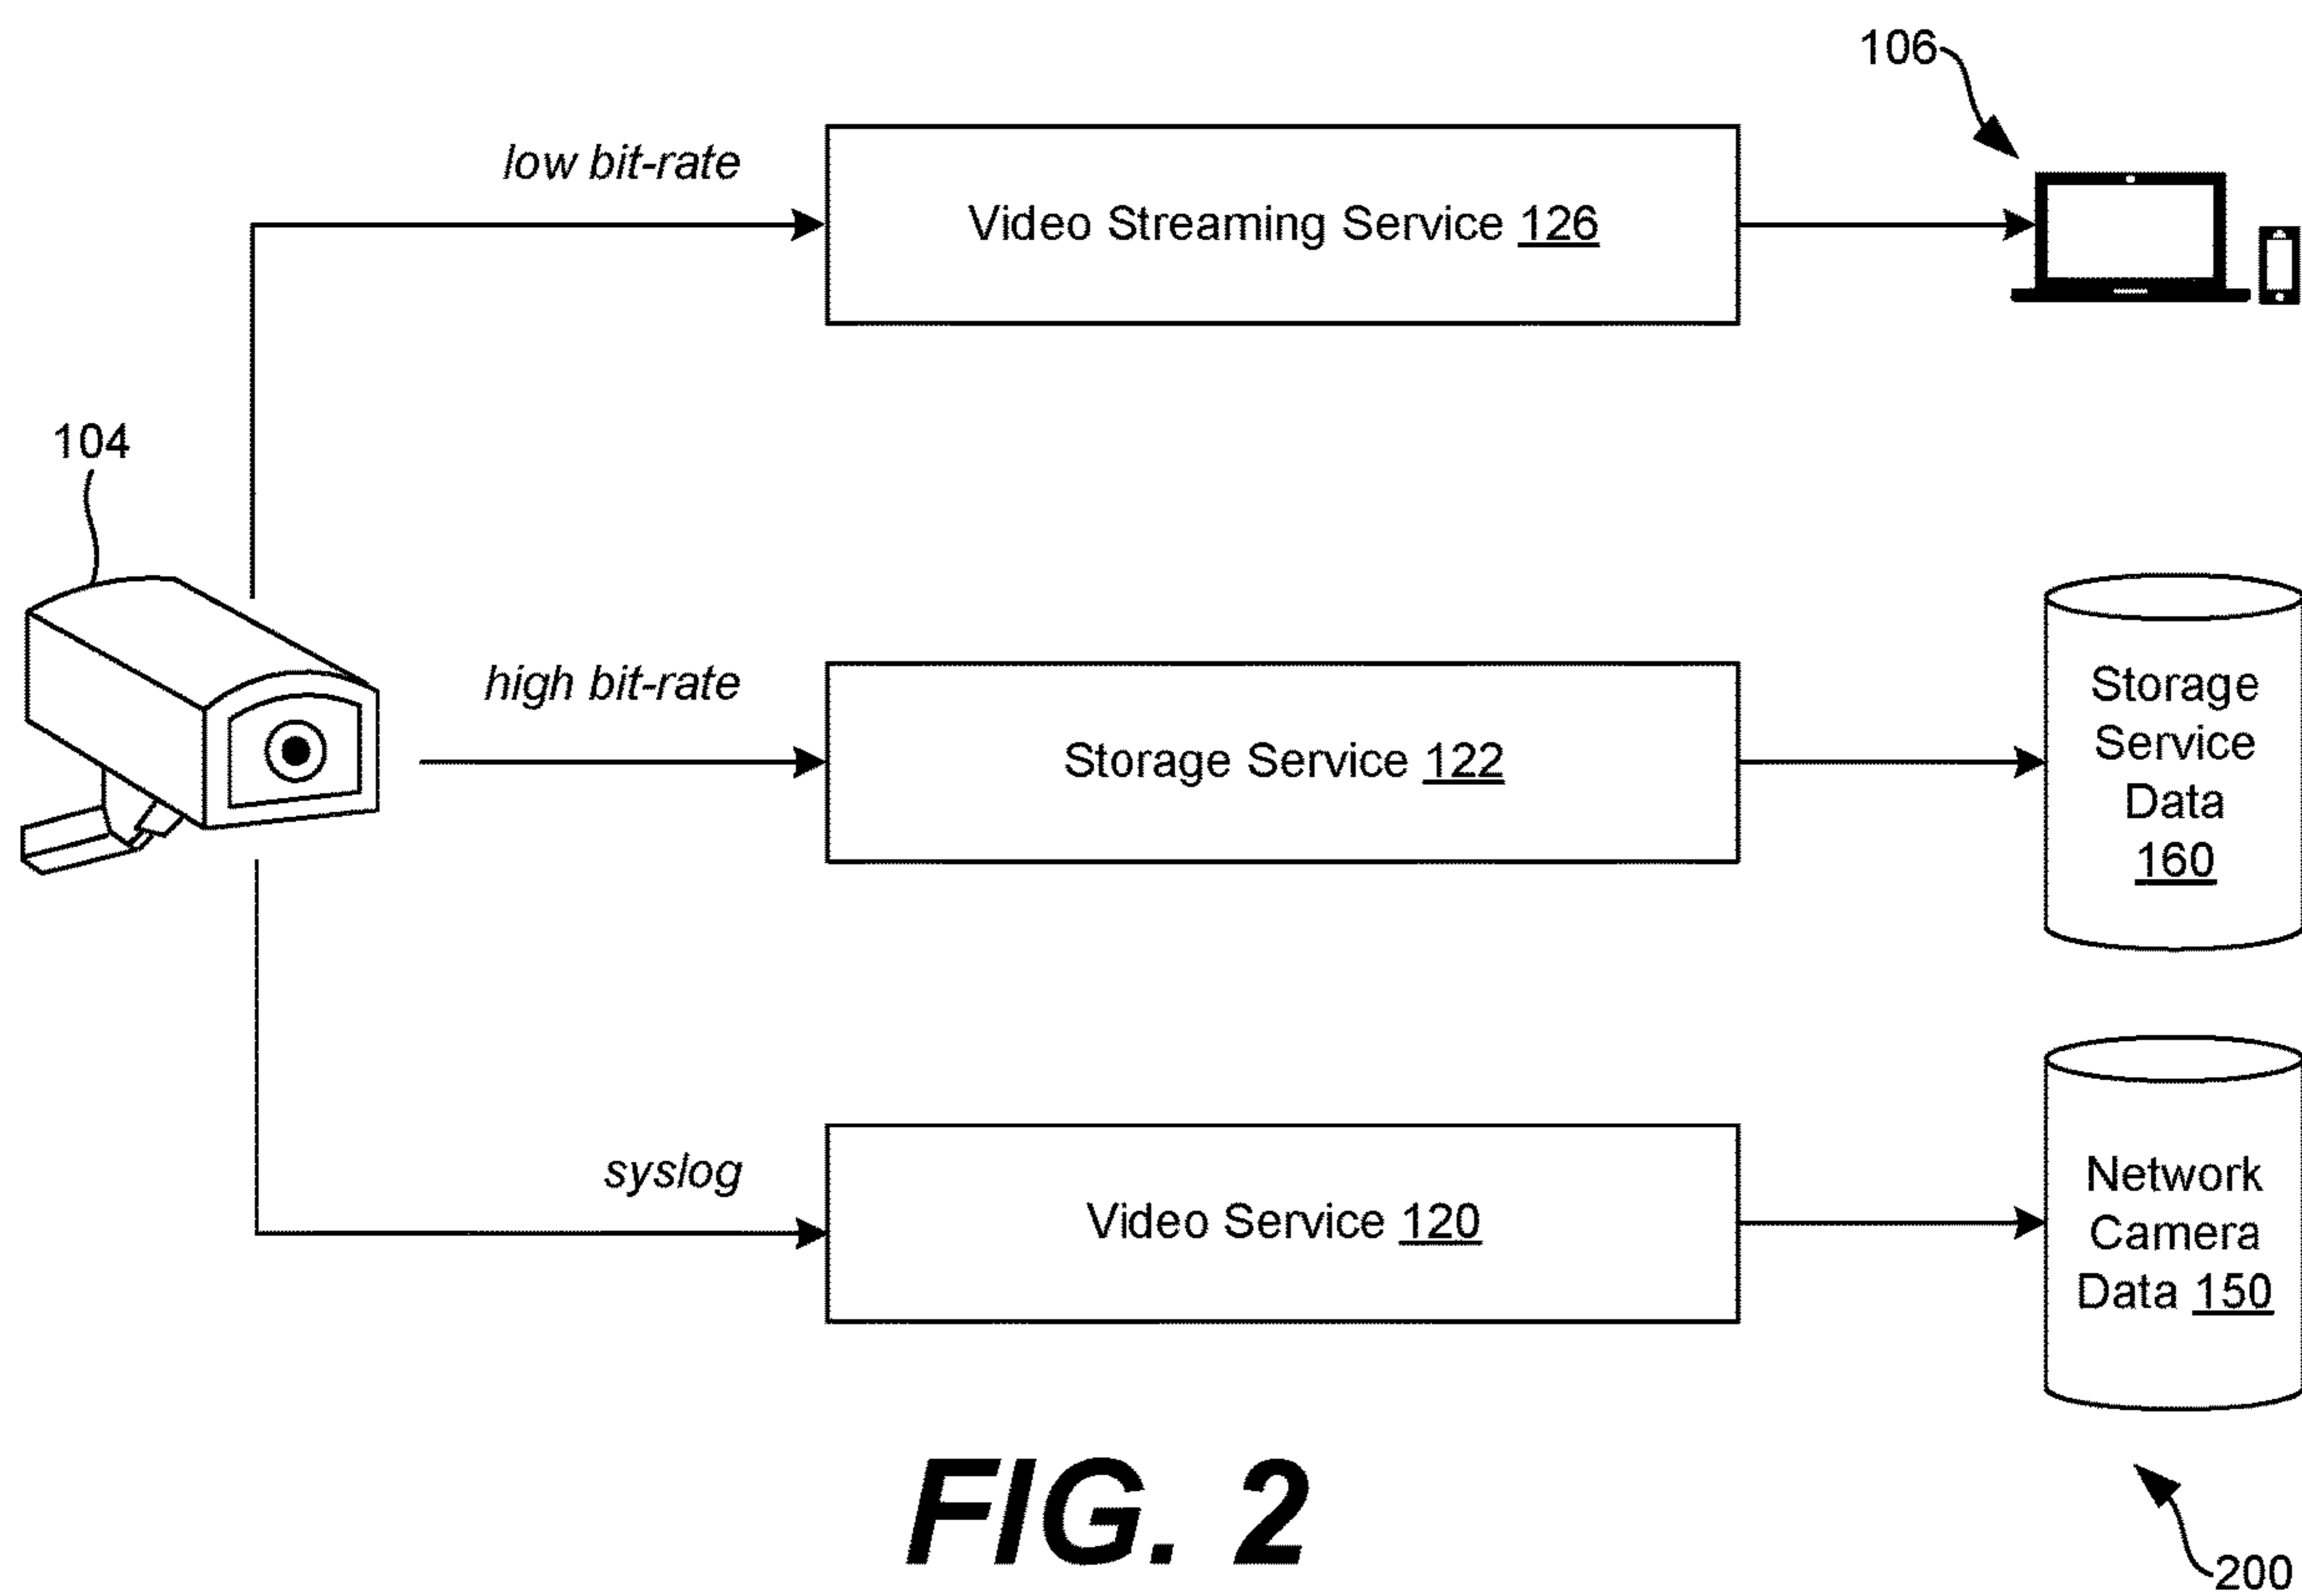 106
low bit-rate
Video Streaming Service 126
104
high bit-rate
Storage Service 122
Storage
Service
Data
160
syslog
Video Service 120
Network
Camera
Data 150
FIG. 2
200